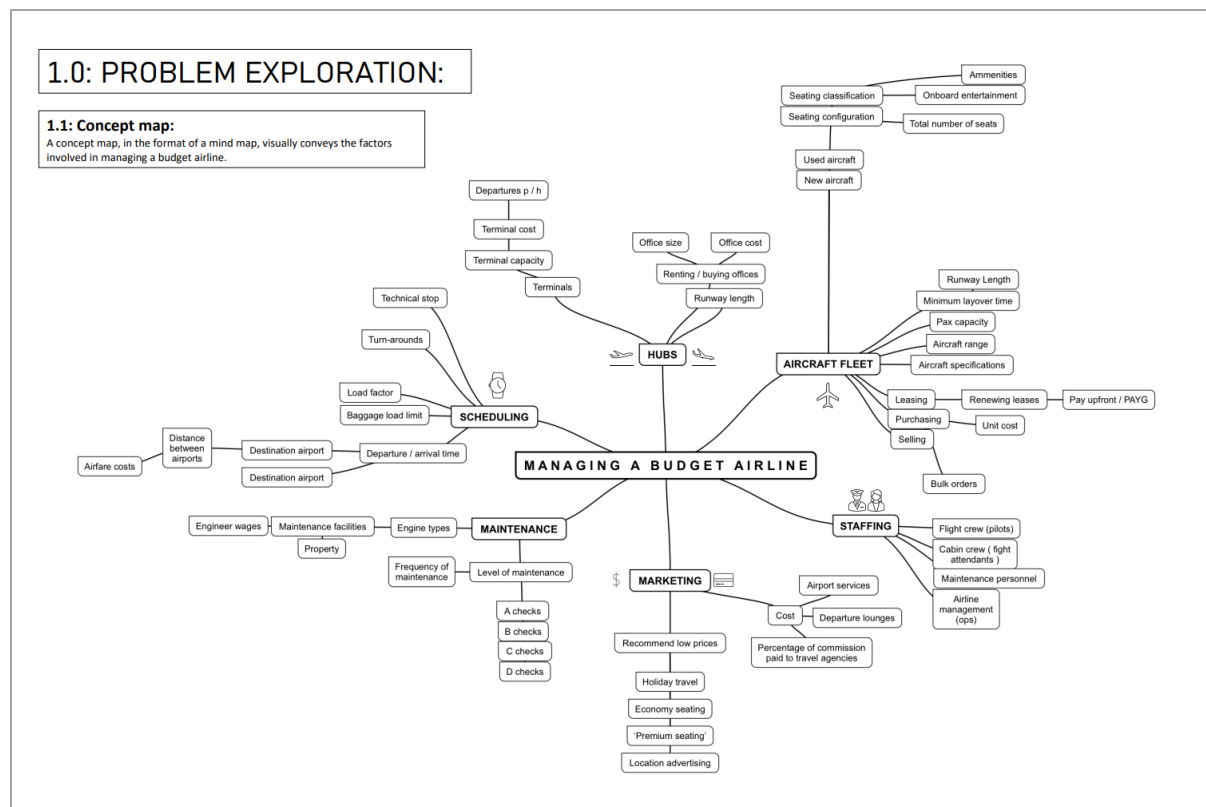 1.0: PROBLEM EXPLORATION:
1.1: Concept map:
A concept map, in the format of a mind map, visually conveys the factors
involved in managing a budget airline.
Ammenities
Seating classification
Onboard entertainment
Seating configuration
Total number of seats
Used aircraft
New aircraft
Departures p / h
Terminal cost
Terminal capacity
Terminals
Office size
Office cost
Renting / buying offices
Runway length
HUBS
Runway Length
Minimum layover time
Pax capacity
Aircraft range
Aircraft specifications
AIRCRAFT FLEET
Leasing
Renewing leases
Pay upfront / PAYG
Purchasing
Unit cost
Selling
Bulk orders
Technical stop
Turn-arounds
Load factor
Baggage load limit
SCHEDULING
Departure / arrival time
Destination airport
Distance
between
airports
Airfare costs
Destination airport
MANAGING A BUDGET AIRLINE
Engineer wages
Maintenance facilities
Engine types
MAINTENANCE
Property
Frequency of
maintenance
Level of maintenance
A checks
B checks
C checks
D checks
STAFFING
Flight crew (pilots)
Cabin crew ( fight
attendants )
Maintenance personnel
Airline
management
(ops)
$
MARKETING
Airport services
Cost
Departure lounges
Percentage of commission
paid to travel agencies
Recommend low prices
Holiday travel
Economy seating
‘Premium seating’
Location advertising